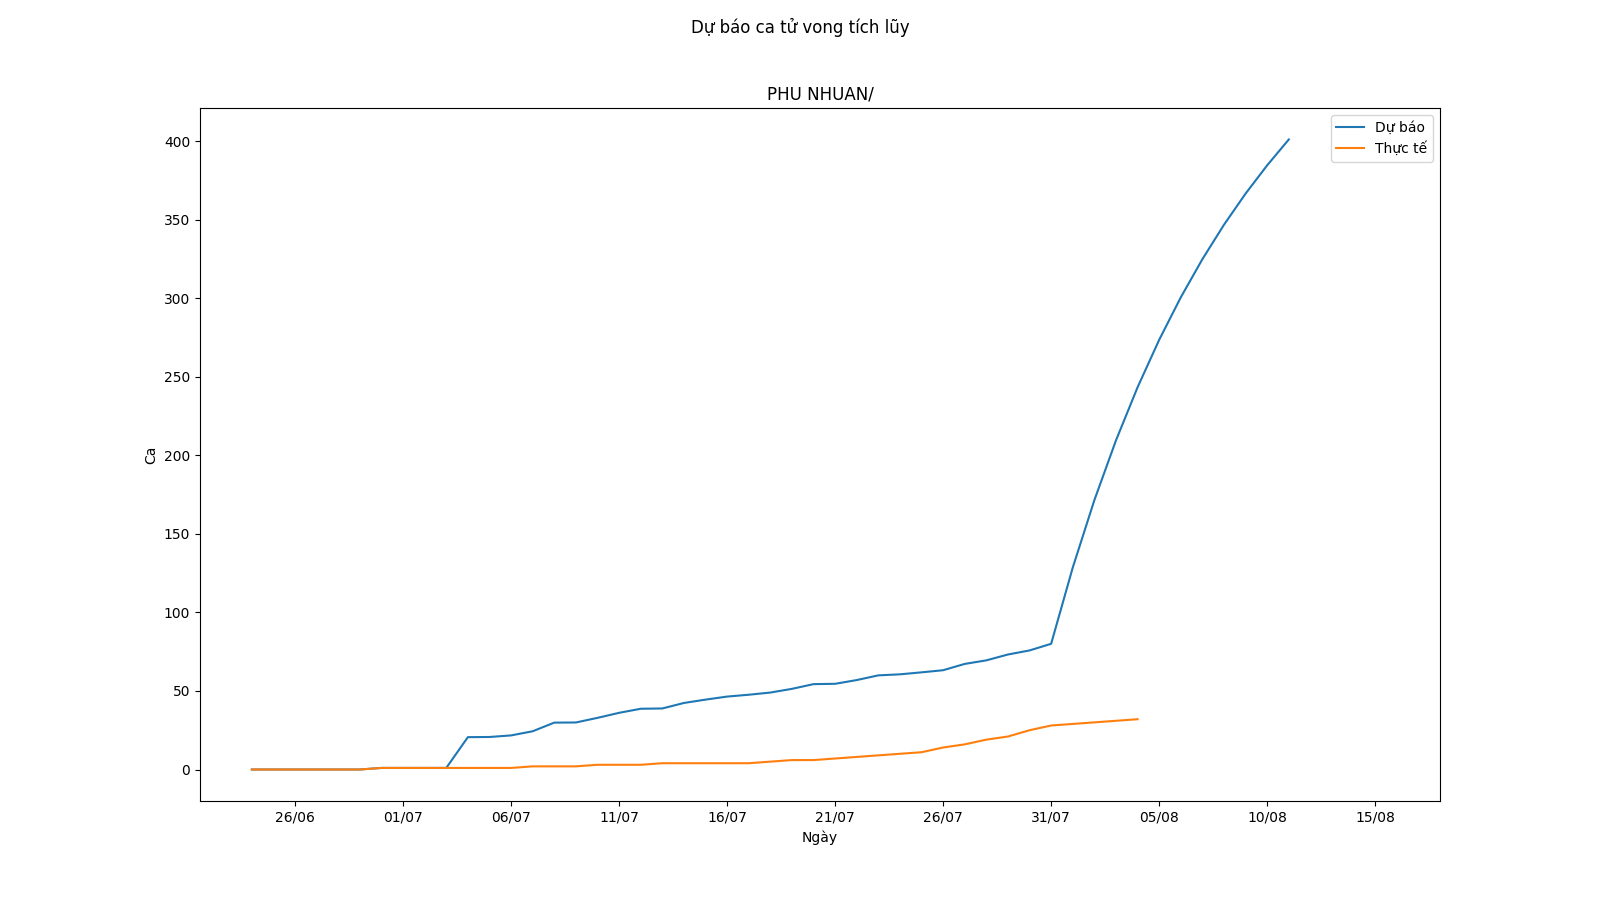 Dự báo ca tử vong tích lũy
PHU NHUAN/
Dự báo
Thực tế
400
350
300
250
200
150
100
50
0
Ca
26/06 01/07 06/07 11/07 16/07 21/07 26/07 31/07 05/08 10/08 15/08
Ngày